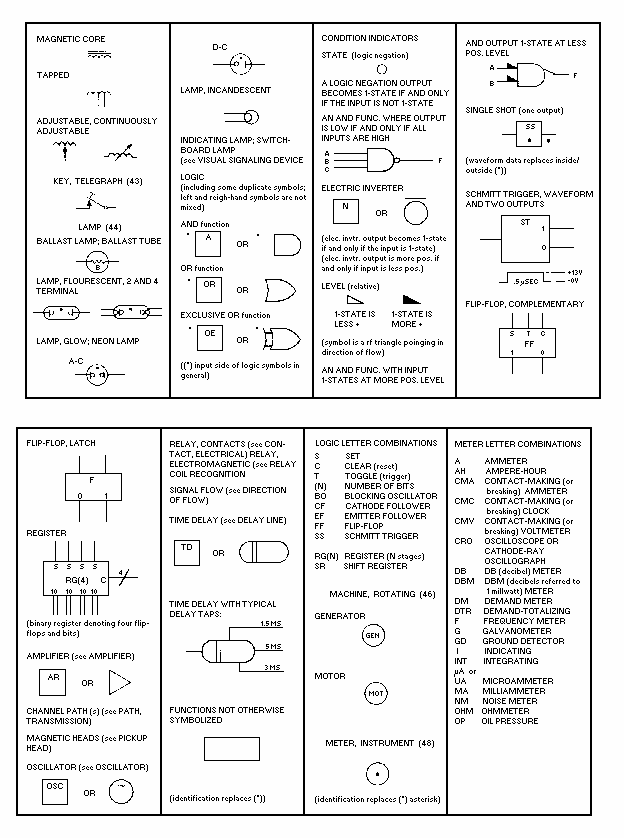 MAGNETIC CORE
TAPPED
ADJUSTABLE, CONTINUOUSLY
ADJUSTABLE
KEY, TELEGRAPH (43)
2-
LAMP (44)
BALLAST LAMP; BALLAST TUBE
B
LAMP, FLOURESCENT, 2 AND 4
TERMINAL
LAMP, GLOW; NEON LAMP
A-C
D-C
LAMP, INCANDESCENT
INDICATING LAMP; SWITCH-
BOARD LAMP
(see VISUAL SIGNALING DEVICE
LOGIC
(including some duplicate symbols;
left and reigh-hand symbols are not
mixed)
AND function
* A OR *
OR function
* OR OR *
EXCLUSIVE OR function
* OE OR *
((*) input side of logic symbols in
general)
CONDITION INDICATORS
STATE (logic negation)
A LOGIC NEGATION OUTPUT
BECOMES 1-STATE IF AND ONLY
IF THE INPUT IS NOT 1-STATE
AN AND FUNC. WHERE OUTPUT
IS LOW IF AND ONLY IF ALL
INPUTS ARE HIGH
A
B F
C
ELECTRIC INVERTER
N OR
(elec. invtr. output becomes 1-state
if and only if the input is 1-state)
(elec. invtr. output is more pos. if
and only if input is less pos.)
LEVEL (relative)
1-STATE IS 1-STATE IS
LESS + MORE +
(symbol is a rf triangle poinging in
direction of flow)
AN AND FUNC. WITH INPUT
1-STATES AT MORE POS. LEVEL
AND OUTPUT 1-STATE AT LESS
POS. LEVEL
A
F
B
SINGLE SHOT (one output)
SS
(waveform data replaces inside/
outside (*))
SCHMITT TRIGGER, WAVEFORM
AND TWO OUTPUTS
ST 1
0
+13V
.5µSEC -0V
FLIP-FLOP, COMPLEMENTARY
S T C
FF
1 0
FLIP-FLOP, LATCH
F
0 1
REGISTER
S S S S
RG(4) C 4
10 10 10 10
(binary register denoting four flip-
flops and bits)
AMPLIFIER (see AMPLIFIER)
AR OR
CHANNEL PATH (s) (see PATH,
TRANSMISSION)
MAGNETIC HEADS (see PICKUP
HEAD)
OSCILLATOR (see OSCILLATOR)
OSC OR
RELAY, CONTACTS (see CON-
TACT, ELECTRICAL) RELAY,
ELECTROMAGNETIC (see RELAY
COIL RECOGNITION
SIGNAL FLOW (see DIRECTION
OF FLOW)
TIME DELAY (see DELAY LINE)
TD OR
TIME DELAY WITH TYPICAL
DELAY TAPS:
1.5 MS
5 MS
3 MS
FUNCTIONS NOT OTHERWISE
SYMBOLIZED
(identification replaces (*))
LOGIC LETTER COMBINATIONS
S SET
C CLEAR (reset)
T TOGGLE (trigger)
(N) NUMBER OF BITS
BO BLOCKING OSCILLATOR
CF CATHODE FOLLOWER
EF EMITTER FOLLOWER
FF FLIP-FLOP
SS SCHMITT TRIGGER
RG(N) REGISTER (N stages)
SR SHIFT REGISTER
MACHINE, ROTATING (46)
GENERATOR
GEN
MOTOR
MOT
METER, INSTRUMENT (48)
*
(identification replaces (*) asterisk)
METER LETTER COMBINATIONS
A AMMETER
AH AMPERE-HOUR
CMA CONTACT-MAKING (or
breaking) AMMETER
CMC CONTACT-MAKING (or
breaking) CLOCK
CMV CONTACT-MAKING (or
breaking) VOLTMETER
CRO OSCILLOSCOPE OR
CATHODE-RAY
OSCILLOGRAPH
DB DB (decibel) METER
DBM DBM (decibels referred to
1 milliwatt) METER
DM DEMAND METER
DTR DEMAND-TOTALIZING
F FREQUENCY METER
G GALVANOMETER
GD GROUND DETECTOR
I INDICATING
INT INTEGRATING
µA or
UA MICROAMMETER
MA MILLIAMMETER
NM NOISE METER
OHM OHMMETER
OP OIL PRESSURE